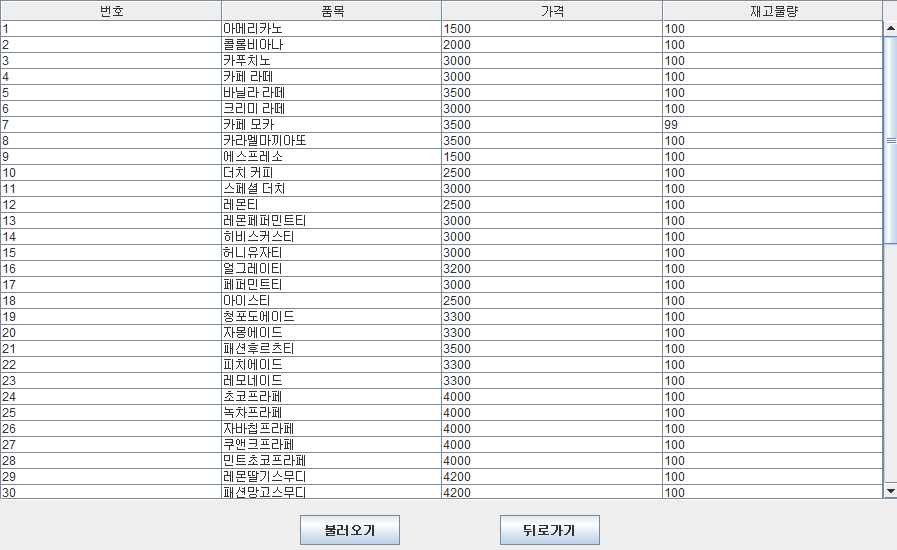 번호 품목 가격 재고물량
1 아메리카노 1500 100
2 콜롬비아나 2000 100
3 카푸치노 3000 100
4 카페 라떼 3000 100
5 바닐라 라떼 3500 100
6 크리미 라떼 3000 100
7 카페 모카 3500 99
8 카라멜마끼아또 3500 100
9 에스프레소 1500 100
10 더치 커피 2500 100
11 스페셜 더치 3000 100
12 레몬티 2500 100
13 레몬페퍼민트티 3000 100
14 히비스커스티 3000 100
15 허니유자티 3000 100
16 얼그레이티 3200 100
17 페퍼민트티 3000 100
18 아이스티 2500 100
19 청포도에이드 3300 100
20 자몽에이드 3300 100
21 패션후르츠티 3500 100
22 피치에이드 3300 100
23 레모네이드 3300 100
24 초코프라페 4000 100
25 녹차프라페 4000 100
26 자바칩프라페 4000 100
27 쿠앤크프라페 4000 100
28 민트초코프라페 4000 100
29 레몬딸기스무디 4200 100
30 패션망고스무디 4200 100
불러오기 뒤로가기